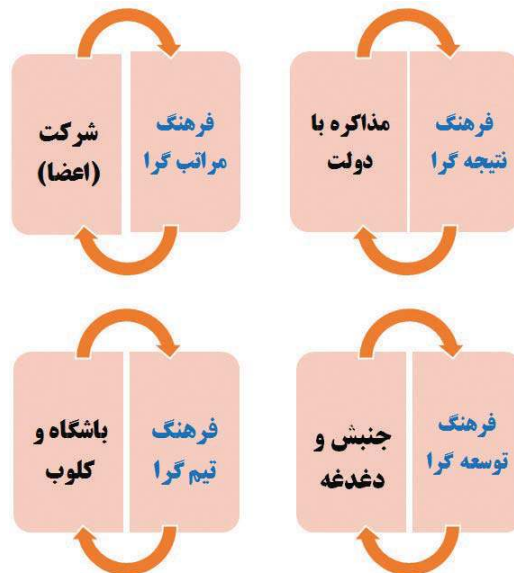 فرهنگ
نتیجه گرا
مذاکره با
دولت
فرهنگ
مراتب گرا
شرکت
(اعضا)
فرهنگ
توسعه گرا
جنبش و
دغدغه
فرهنگ
تیم گرا
باشگاه و
کلوب